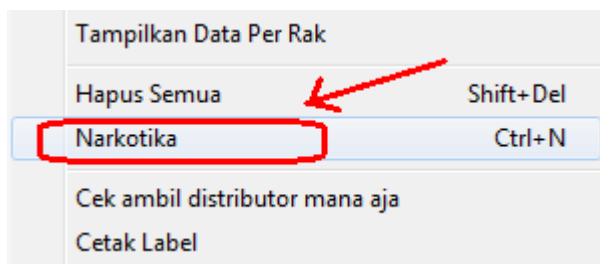 Tampilkan Data Per Rak
Hapus Semua Shift+Del
Narkotika Ctrl+N
Cek ambil distributor mana aja
Cetak Label